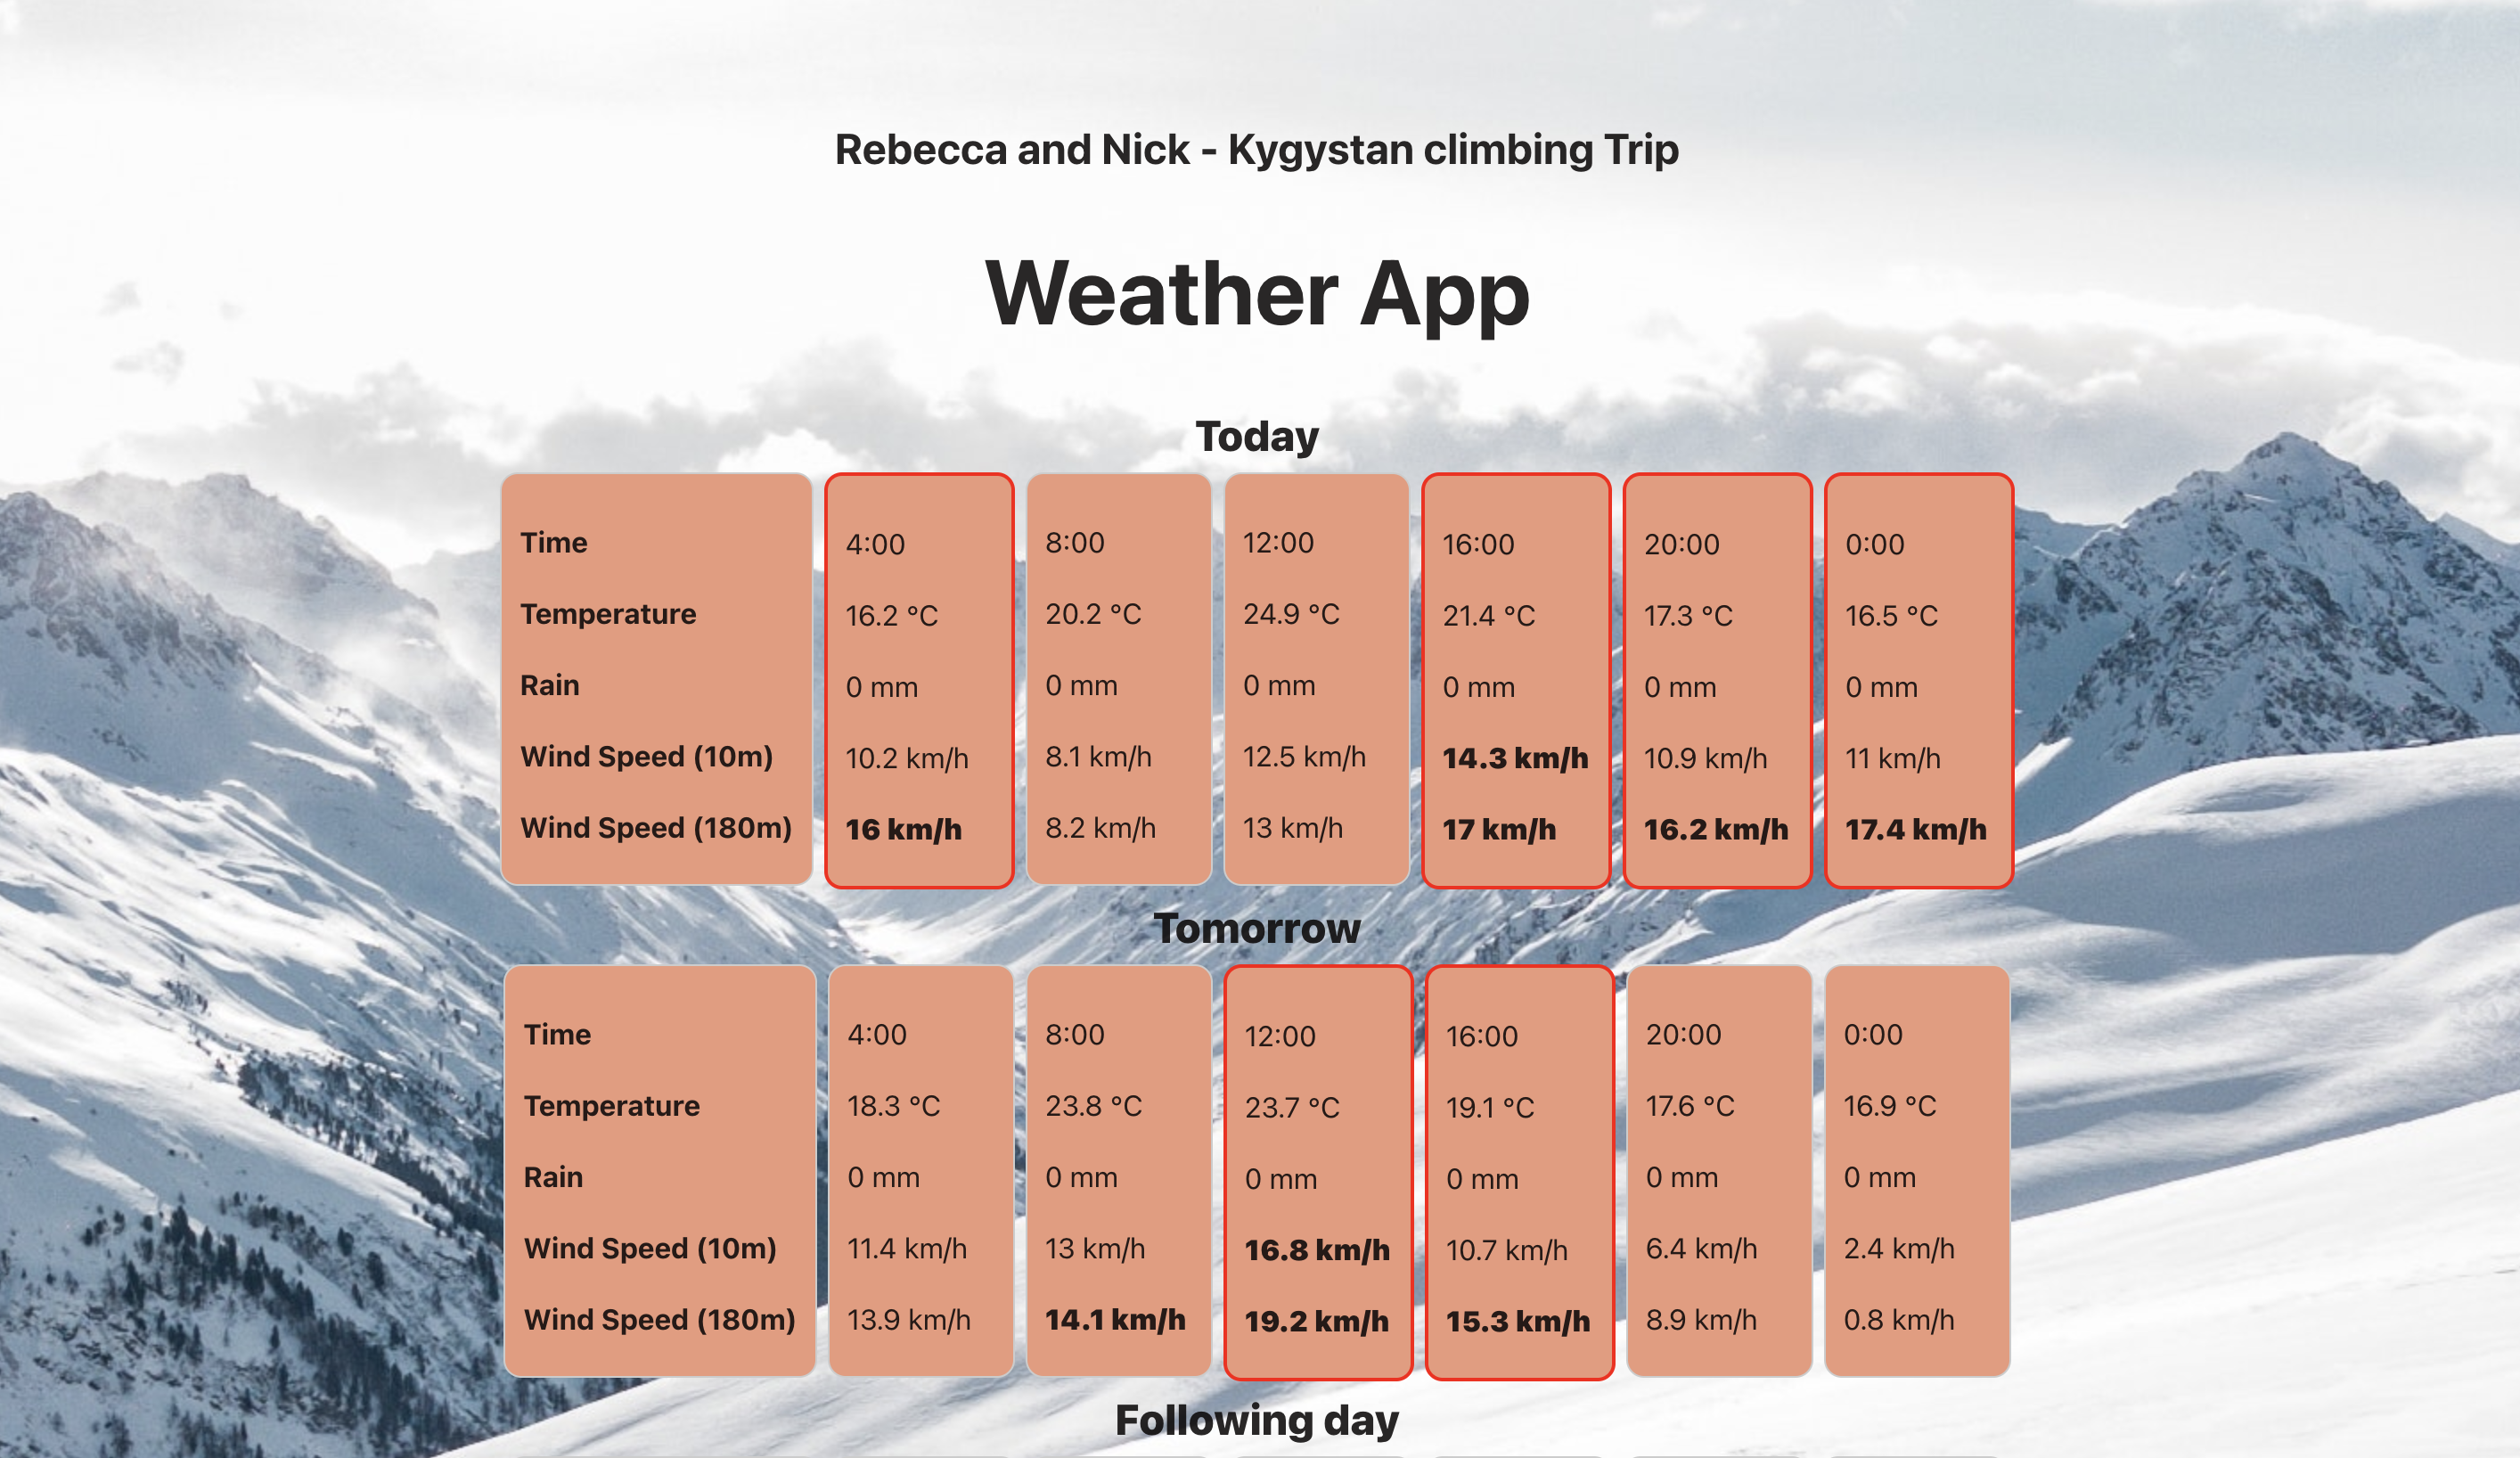 Rebecca and Nick - Kygystan climbing Trip
Weather App
Today
Time 4:00 8:00 12:00 16:00 20:00 0:00
Temperature 16.2 °C 20.2 °C 24.9 °C 21.4 °C 17.3 °C 16.5 °C
Rain 0 mm 0 mm 0 mm 0 mm 0 mm 0 mm
Wind Speed (10m) 10.2 km/h 8.1 km/h 12.5 km/h 14.3 km/h 10.9 km/h 11 km/h
Wind Speed (180m) 16 km/h 8.2 km/h 13 km/h 17 km/h 16.2 km/h 17.4 km/h
Tomorrow
Time 4:00 8:00 12:00 16:00 20:00 0:00
Temperature 18.3 °C 23.8 °C 23.7 °C 19.1 °C 17.6 °C 16.9 °C
Rain 0 mm 0 mm 0 mm 0 mm 0 mm 0 mm
Wind Speed (10m) 11.4 km/h 13 km/h 16.8 km/h 10.7 km/h 6.4 km/h 2.4 km/h
Wind Speed (180m) 13.9 km/h 14.1 km/h 19.2 km/h 15.3 km/h 8.9 km/h 0.8 km/h
Following day